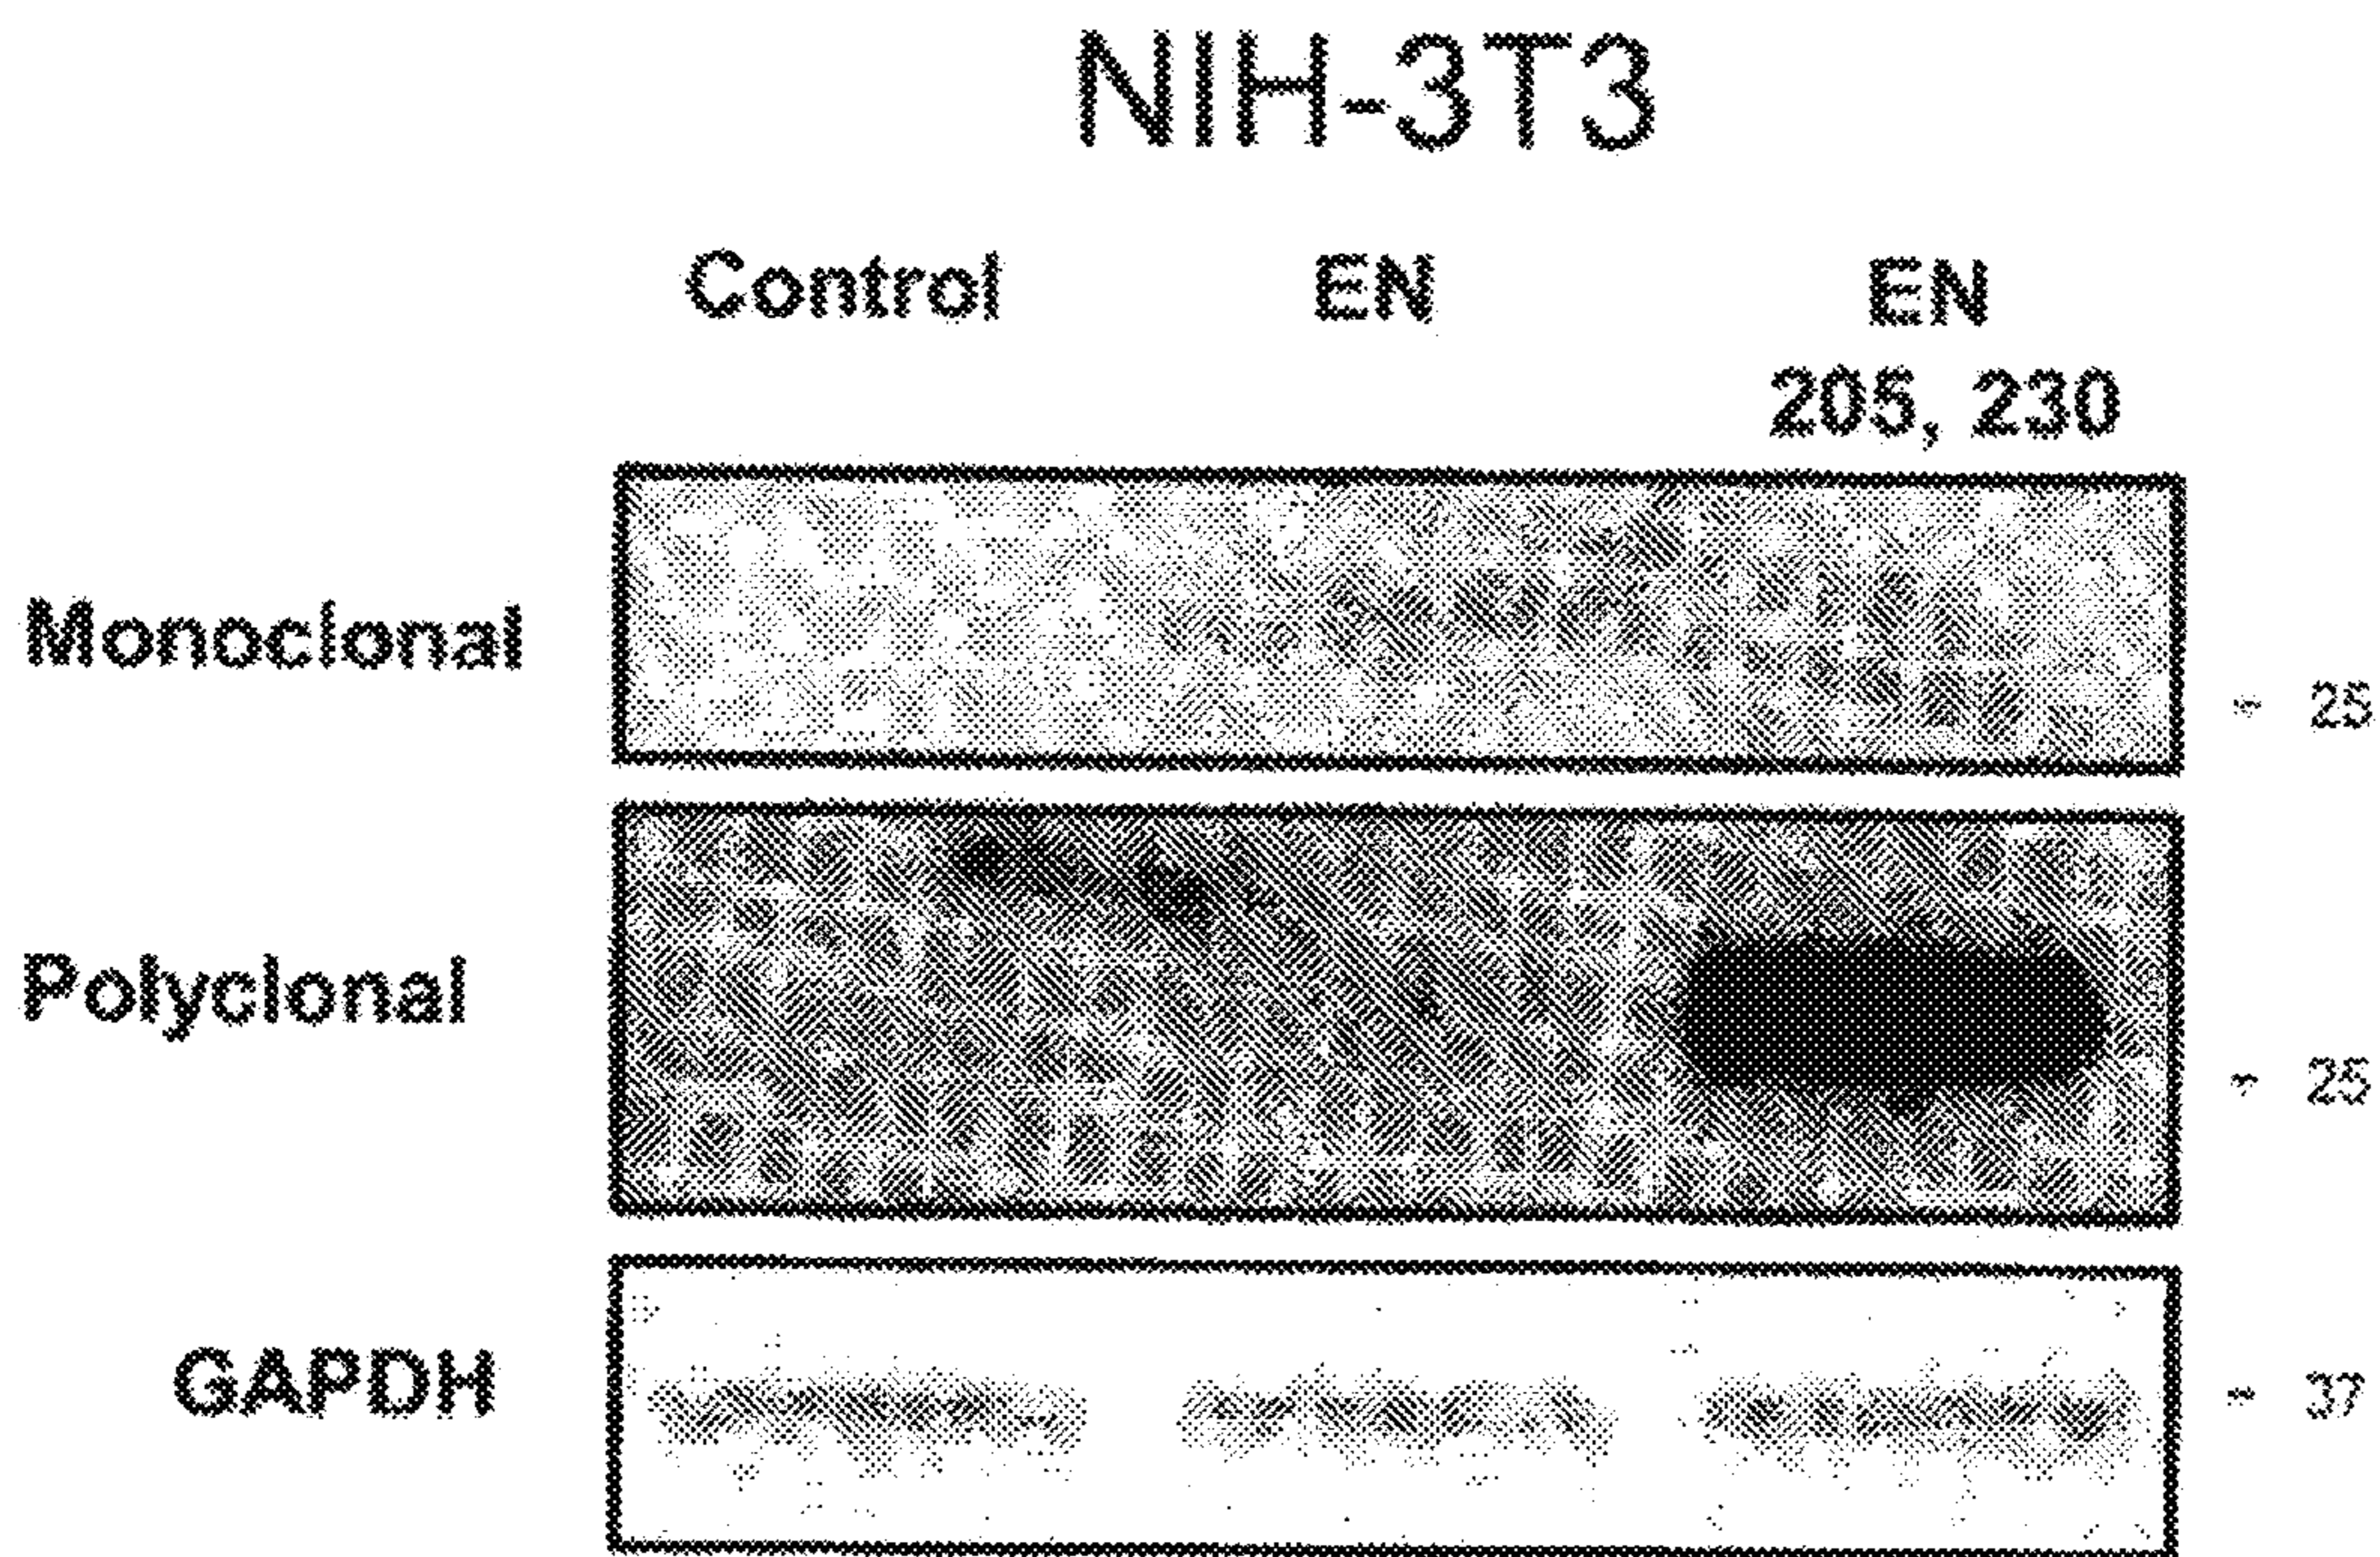 NIH-3T3
Control EN EN
205, 230
Monoclonal
- 25
Polyclonal
- 25
GAPDH
- 37